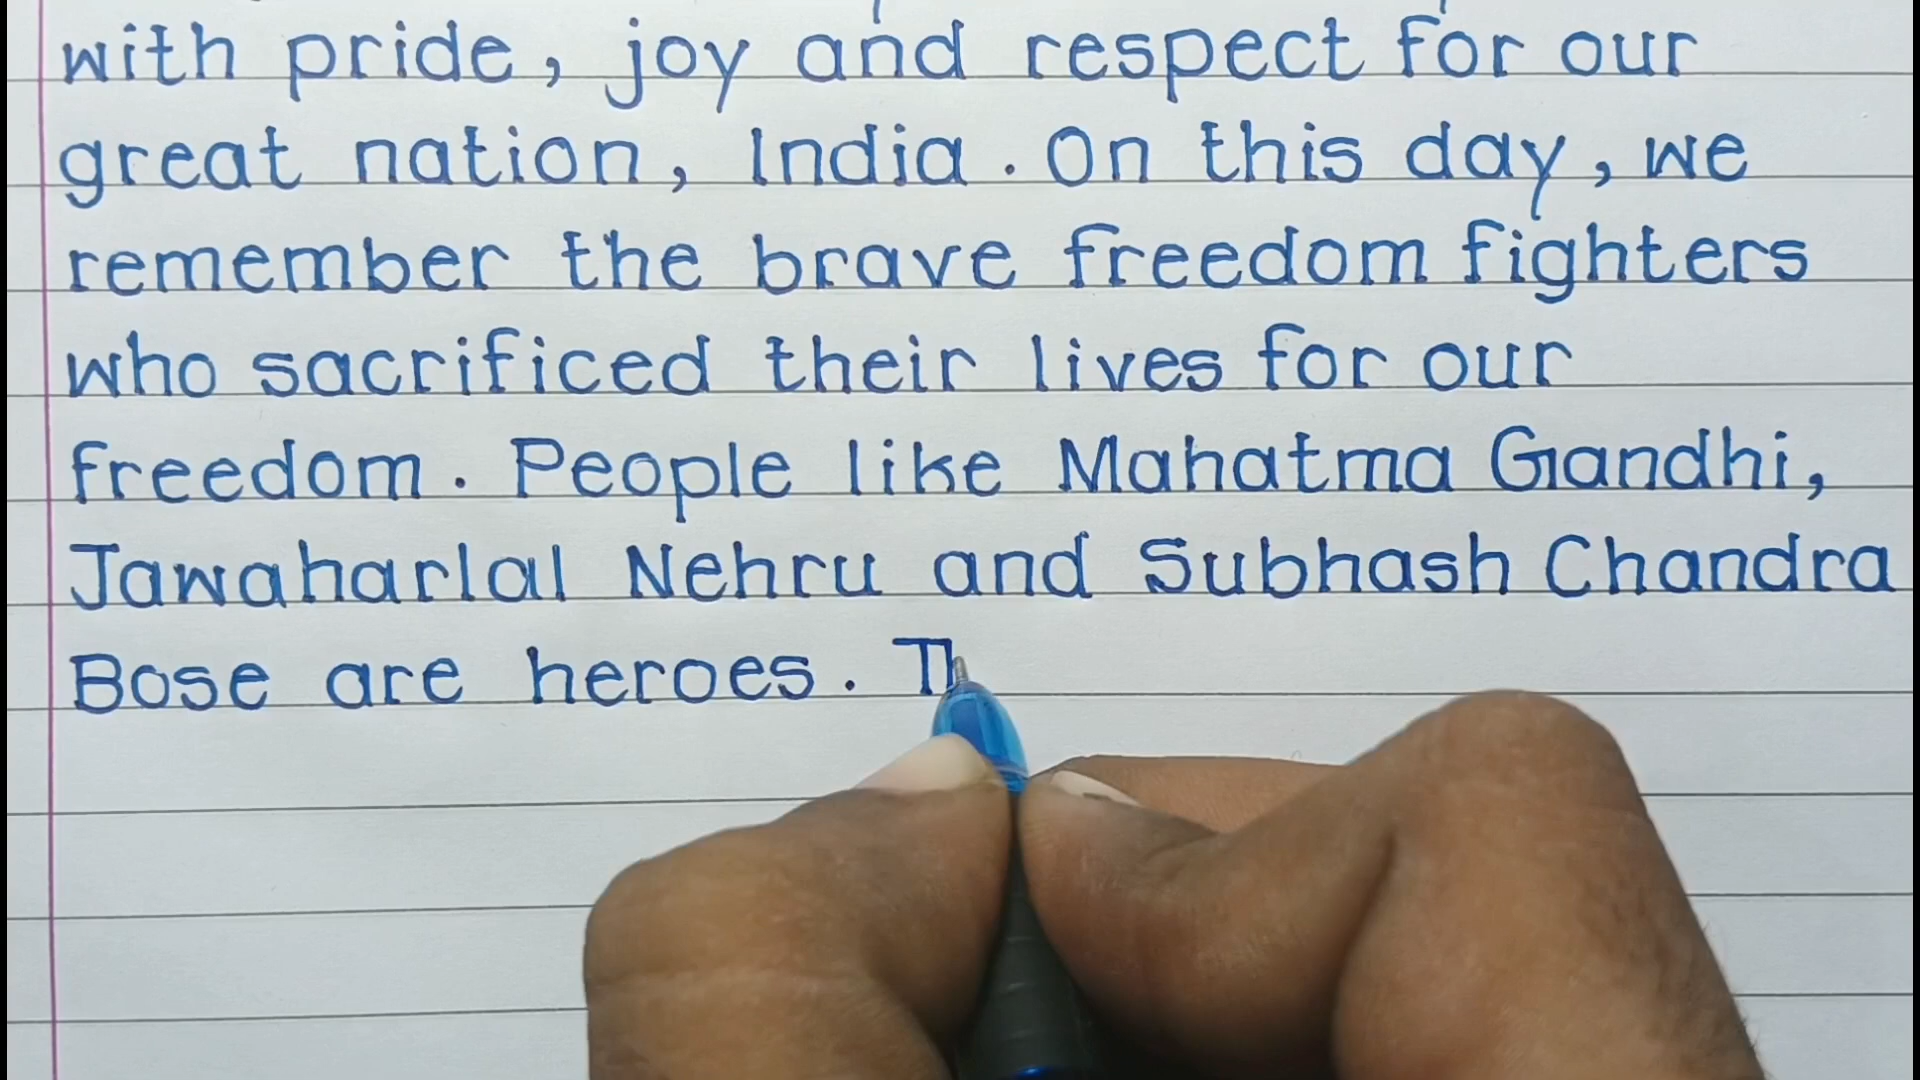 with pride, joy and respect for our
great nation, India. On this day, we
remember the brave freedom fighters
who sacrificed their lives for our
freedom. People like Mahatma Gandhi,
Jawaharlal Nehru and Subhash Chandra
Bose are heroes.